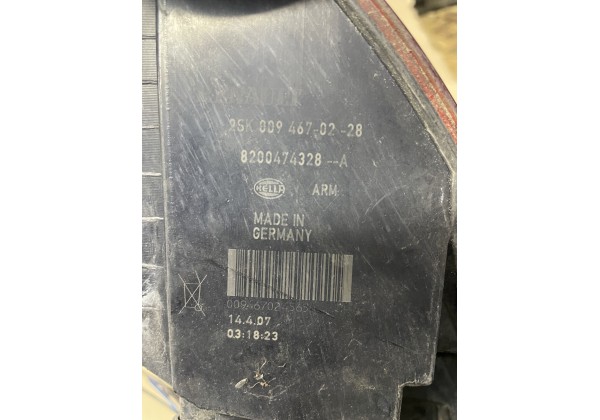 2SK 009 467-02-28
8200474328--A
HELLA ARM
MADE IN
GERMANY
14.4.07
03:18:23